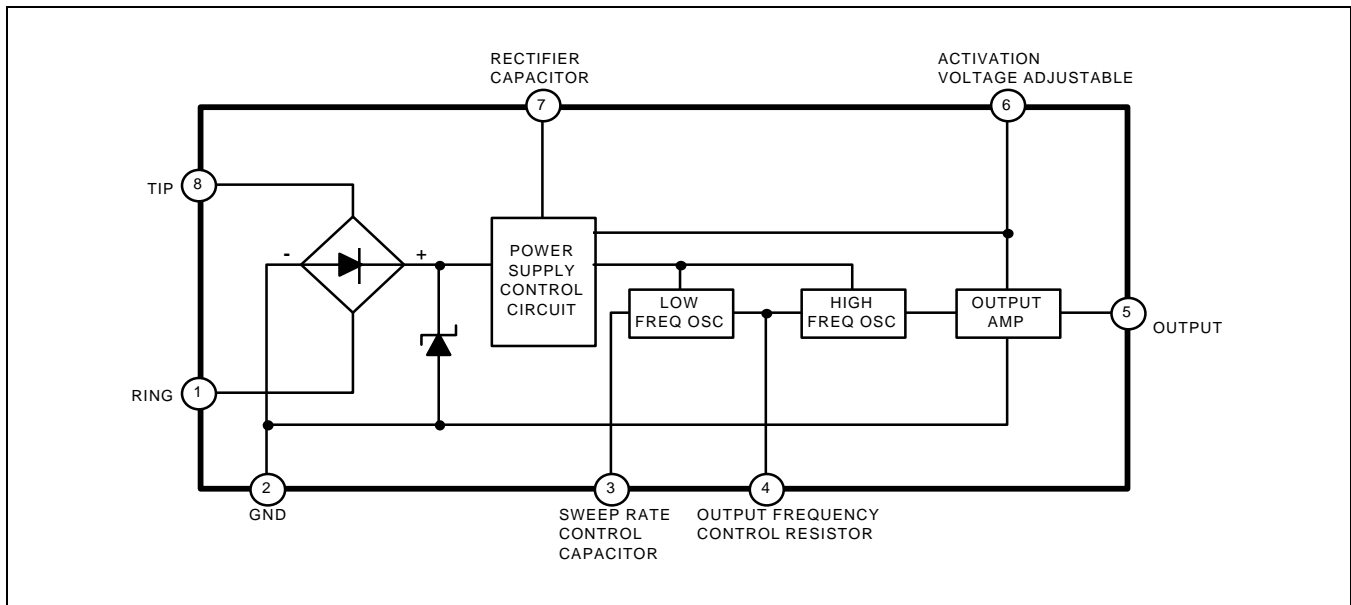 RECTIFIER
CAPACITOR
7
ACTIVATION
VOLTAGE ADJUSTABLE
6
TIP
8
-
+
POWER
SUPPLY
CONTROL
CIRCUIT
LOW
FREQ OSC
HIGH
FREQ OSC
OUTPUT
AMP
5
OUTPUT
RING
1
2
GND
3
SWEEP RATE
CONTROL
CAPACITOR
4
OUTPUT FREQUENCY
CONTROL RESISTOR